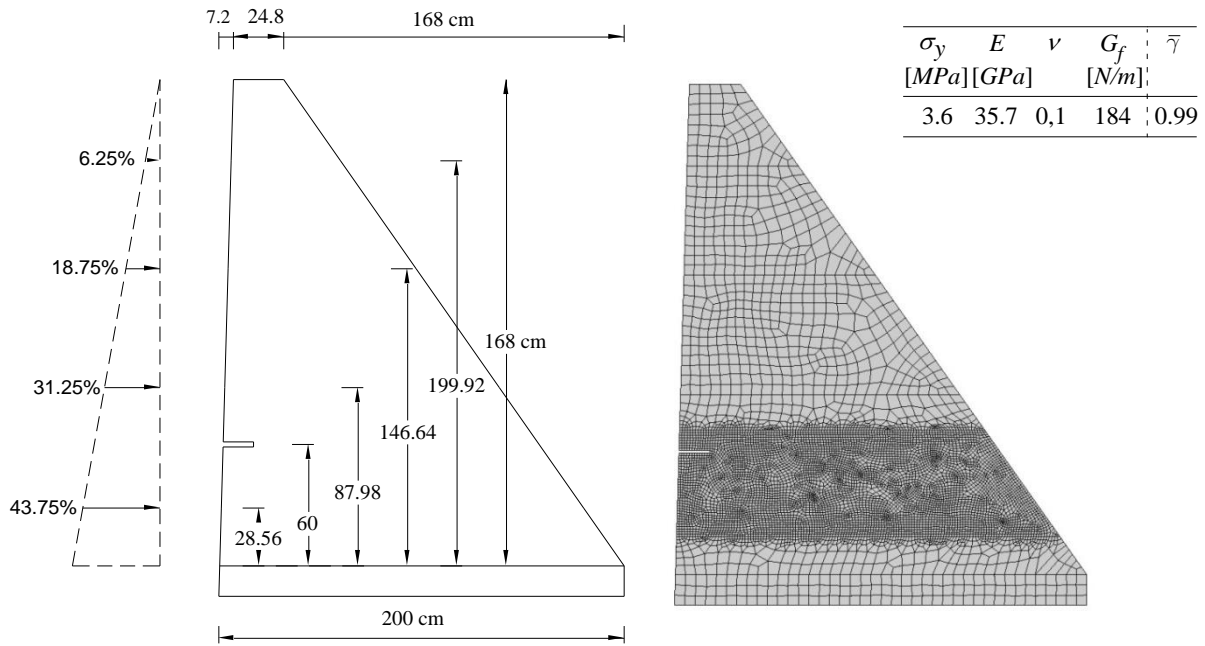 7.2 24.8 168 cm
6.25%
18.75%
31.25%
43.75%
28.56
60
87.98
146.64
199.92
168 cm
200 cm
σy E ν Gf γ̅
[MPa] [GPa] [N/m]
3.6 35.7 0,1 184 0.99